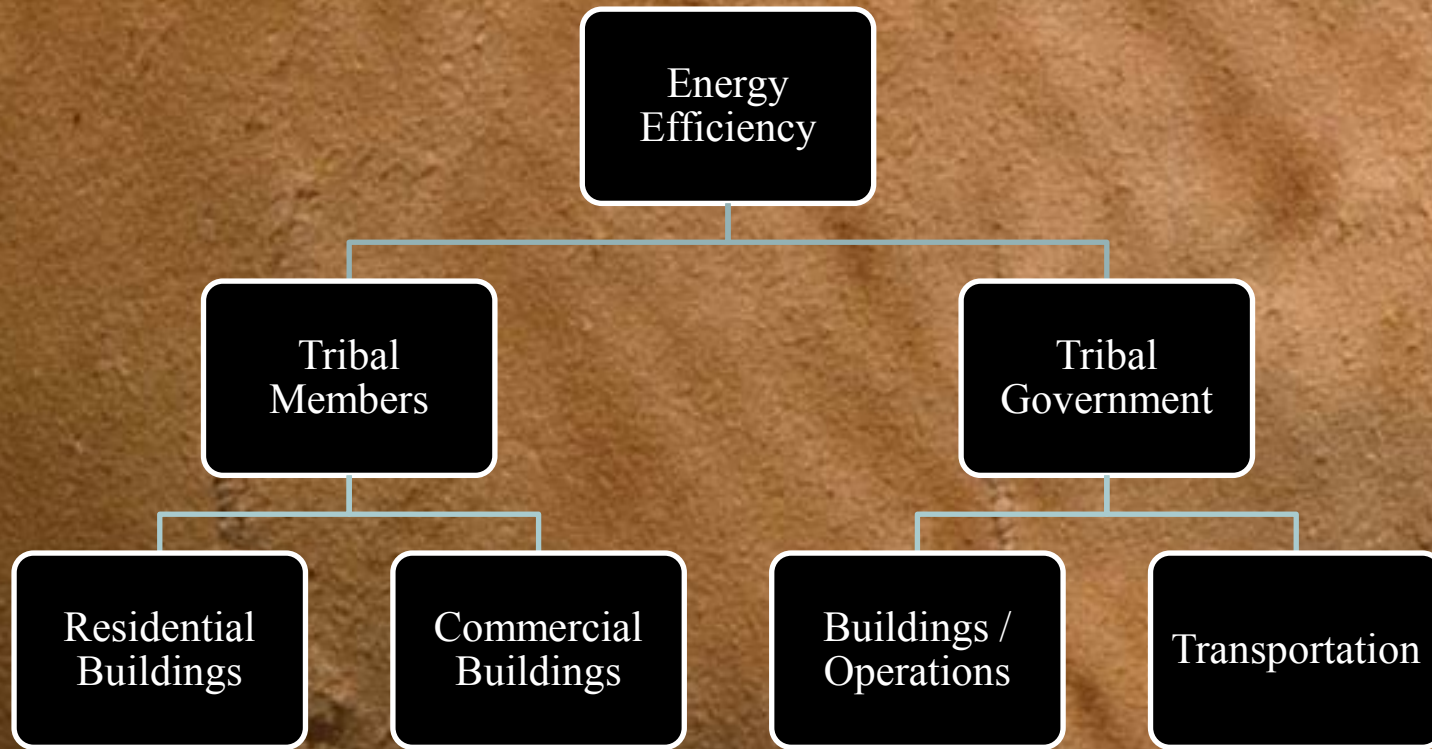 Energy
Efficiency
Tribal
Members
Tribal
Government
Residential
Buildings
Commercial
Buildings
Buildings /
Operations
Transportation